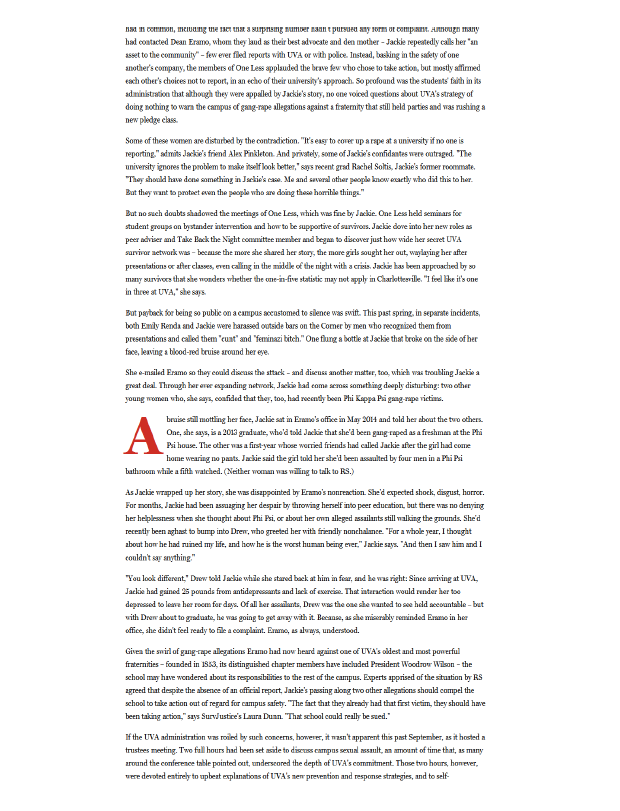 had in common, including the fact that a surprising number hadn't pursued any form of complaint. Although many
had contacted Dean Eramo, whom they laud as their best advocate and den mother – Jackie repeatedly calls her "an
asset to the community" – few ever filed reports with UVA or with police. Instead, basking in the safety of one
another's company, the members of One Less applauded the brave few who chose to take action, but mostly affirmed
each other's choices not to report, in an echo of their university's approach. So profound was the students' faith in its
administration that although they were appalled by Jackie's story, no one voiced questions about UVA's strategy of
doing nothing to warn the campus of gang-rape allegations against a fraternity that still held parties and was rushing a
new pledge class.
Some of these women are disturbed by the contradiction. "It's easy to cover up a rape at a university if no one is
reporting," admits Jackie's friend Alex Pinkleton. And privately, some of Jackie's confidantes were outraged. "The
university ignores the problem to make itself look better," says recent grad Rachel Soltis, Jackie's former roommate.
"They should have done something in Jackie's case. Me and several other people know exactly who did this to her.
But they want to protect even the people who are doing these horrible things."
But no such doubts shadowed the meetings of One Less, which was fine by Jackie. One Less held seminars for
student groups on bystander intervention and how to be supportive of survivors. Jackie dove into her new roles as
peer adviser and Take Back the Night committee member and began to discover just how wide her secret UVA
survivor network was – because the more she shared her story, the more girls sought her out, waylaying her after
presentations or after classes, even calling in the middle of the night with a crisis. Jackie has been approached by so
many survivors that she wonders whether the one-in-five statistic may not apply in Charlottesville. "I feel like it's one
in three at UVA," she says.
But payback for being so public on a campus accustomed to silence was swift. This past spring, in separate incidents,
both Emily Renda and Jackie were harassed outside bars on the Corner by men who recognized them from
presentations and called them "cunt" and "feminazi bitch." One flung a bottle at Jackie that broke on the side of her
face, leaving a blood-red bruise around her eye.
She e-mailed Eramo so they could discuss the attack – and discuss another matter, too, which was troubling Jackie a
great deal. Through her ever expanding network, Jackie had come across something deeply disturbing: two other
young women who, she says, confided that they, too, had recently been Phi Kappa Psi gang-rape victims.
A bruise still mottling her face, Jackie sat in Eramo's office in May 2014 and told her about the two others.
One, she says, is a 2013 graduate, who'd told Jackie that she'd been gang-raped as a freshman at the Phi
Psi house. The other was a first-year whose worried friends had called Jackie after the girl had come
home wearing no pants. Jackie said the girl told her she'd been assaulted by four men in a Phi Psi
bathroom while a fifth watched. (Neither woman was willing to talk to RS.)
As Jackie wrapped up her story, she was disappointed by Eramo's nonreaction. She'd expected shock, disgust, horror.
For months, Jackie had been assuaging her despair by throwing herself into peer education, but there was no denying
her helplessness when she thought about Phi Psi, or about her own alleged assailants still walking the grounds. She'd
recently been aghast to bump into Drew, who greeted her with friendly nonchalance. "For a whole year, I thought
about how he had ruined my life, and how he is the worst human being ever," Jackie says. "And then I saw him and I
couldn't say anything."
"You look different," Drew told Jackie while she stared back at him in fear, and he was right: Since arriving at UVA,
Jackie had gained 25 pounds from antidepressants and lack of exercise. That interaction would render her too
depressed to leave her room for days. Of all her assailants, Drew was the one she wanted to see held accountable – but
with Drew about to graduate, he was going to get away with it. Because, as she miserably reminded Eramo in her
office, she didn't feel ready to file a complaint. Eramo, as always, understood.
Given the swirl of gang-rape allegations Eramo had now heard against one of UVA's oldest and most powerful
fraternities – founded in 1853, its distinguished chapter members have included President Woodrow Wilson – the
school may have wondered about its responsibilities to the rest of the campus. Experts apprised of the situation by RS
agreed that despite the absence of an official report, Jackie's passing along two other allegations should compel the
school to take action out of regard for campus safety. "The fact that they already had that first victim, they should have
been taking action," says SurvJustice's Laura Dunn. "That school could really be sued."
If the UVA administration was roiled by such concerns, however, it wasn't apparent this past September, as it hosted a
trustees meeting. Two full hours had been set aside to discuss campus sexual assault, an amount of time that, as many
around the conference table pointed out, underscored the depth of UVA's commitment. Those two hours, however,
were devoted entirely to upbeat explanations of UVA's new prevention and response strategies, and to self-